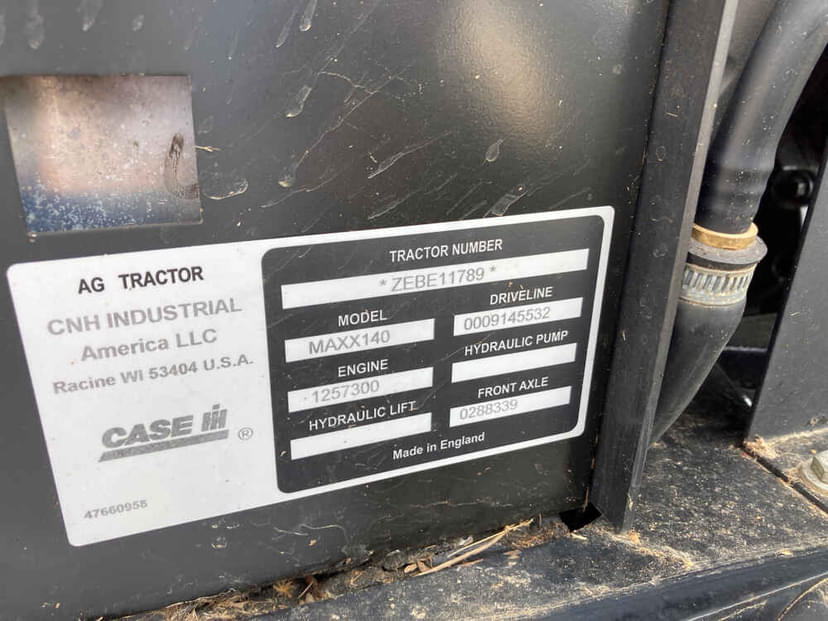 AG TRACTOR
CNH INDUSTRIAL
America LLC
Racine WI 53404 U.S.A.
CASE IH ®
47660958
TRACTOR NUMBER
*ZEBE11789*
MODEL
MAXX140
ENGINE
1257300
HYDRAULIC LIFT
DRIVELINE
0009145532
HYDRAULIC PUMP
FRONT AXLE
0288339
Made in England